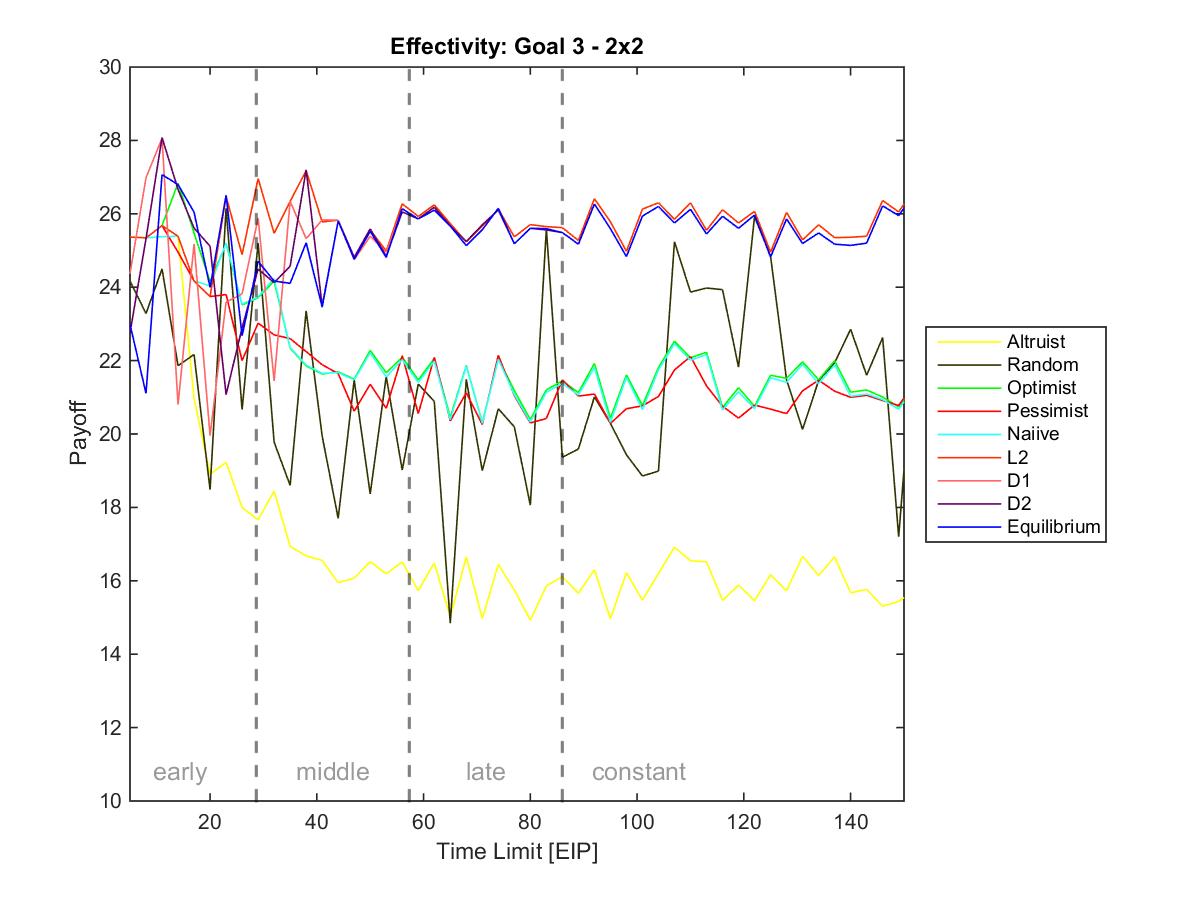 Effectivity: Goal 3 - 2x2
Payoff
30
28
26
24
22
20
18
16
14
12
10
early middle late constant
20 40 60 80 100 120 140
Time Limit [EIP]
Altruist
Random
Optimist
Pessimist
Naiive
L2
D1
D2
Equilibrium